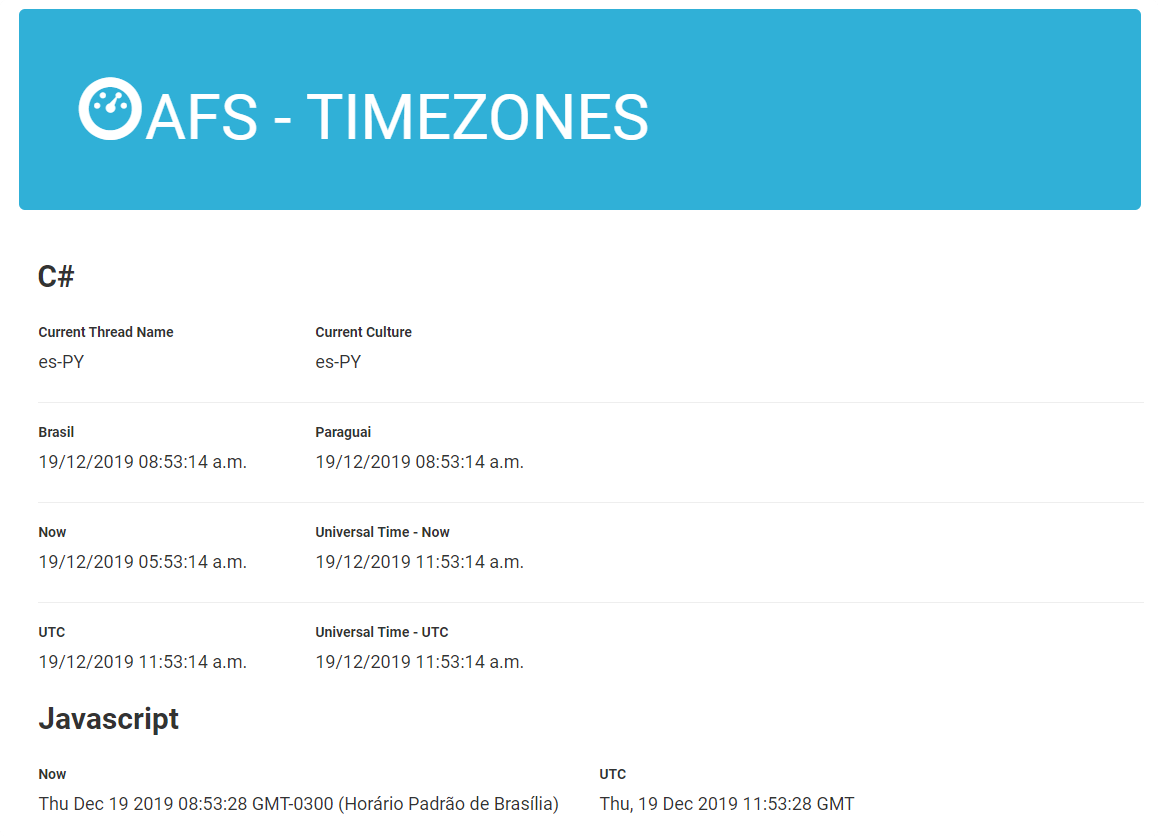 AFS - TIMEZONES
C#
Current Thread Name Current Culture
es-PY es-PY
Brasil Paraguai
19/12/2019 08:53:14 a.m. 19/12/2019 08:53:14 a.m.
Now Universal Time - Now
19/12/2019 05:53:14 a.m. 19/12/2019 11:53:14 a.m.
UTC Universal Time - UTC
19/12/2019 11:53:14 a.m. 19/12/2019 11:53:14 a.m.
Javascript
Now UTC
Thu Dec 19 2019 08:53:28 GMT-0300 (Horário Padrão de Brasília) Thu, 19 Dec 2019 11:53:28 GMT